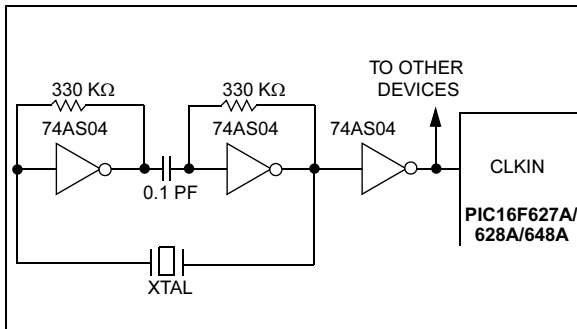 330 KΩ
330 KΩ
TO OTHER
DEVICES
74AS04
74AS04
74AS04
CLKIN
0.1 PF
PIC16F627A/
628A/648A
XTAL